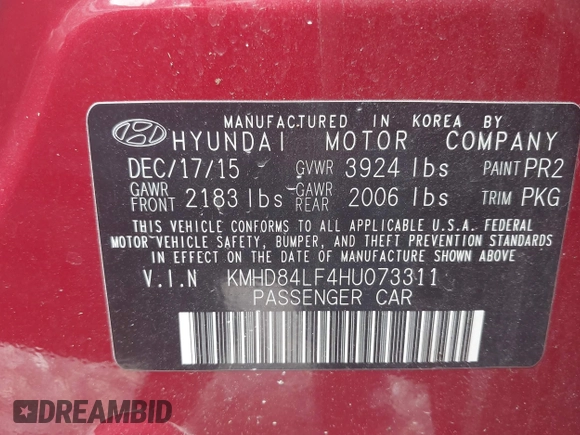 MANUFACTURED IN KOREA BY
HYUNDAI MOTOR COMPANY
DEC/17/15 GVWR 3924 lbs PAINT PR2
GAWR FRONT 2183 lbs GAWR REAR 2006 lbs TRIM PKG
THIS VEHICLE CONFORMS TO ALL APPLICABLE U.S.A. FEDERAL
MOTOR-VEHICLE SAFETY, BUMPER, AND THEFT PREVENTION STANDARDS
IN EFFECT ON THE DATE OF MANUFACTURE SHOWN ABOVE
V.I.N KMHD84LF4HU073311
PASSENGER CAR
DREAMBID